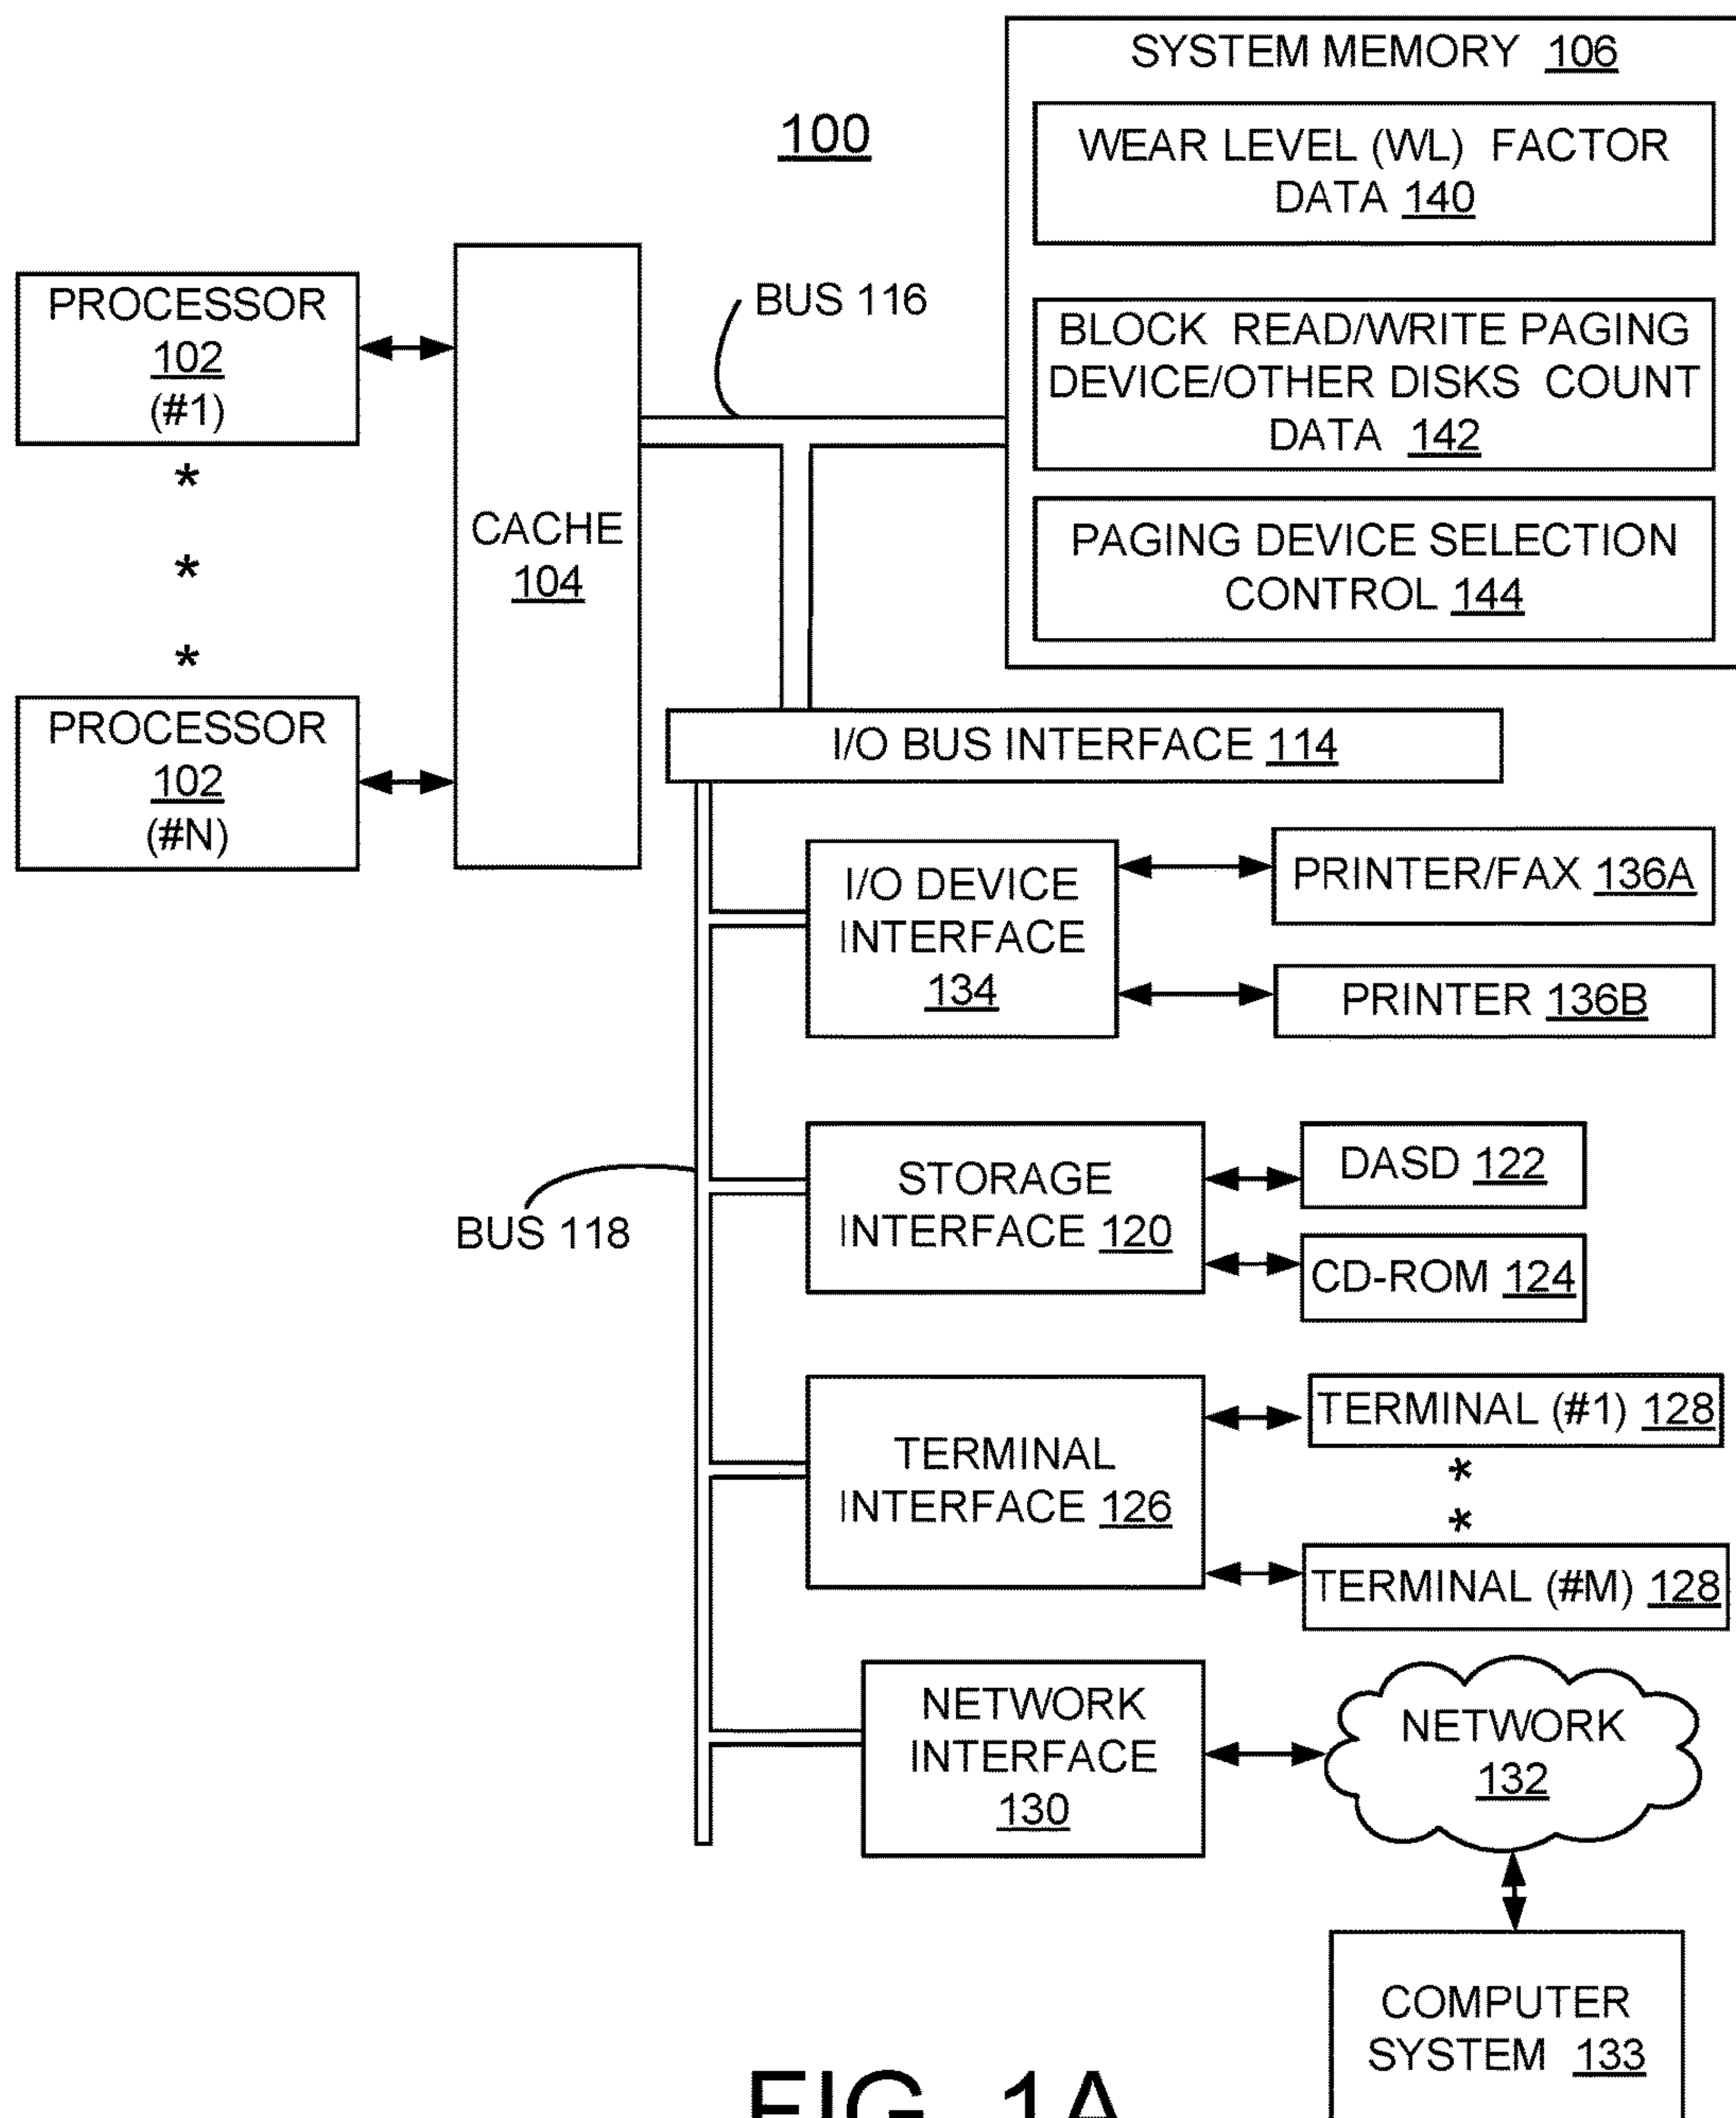 SYSTEM MEMORY 106
100
WEAR LEVEL (WL) FACTOR
DATA 140
BLOCK READ/WRITE PAGING
DEVICE/OTHER DISKS COUNT
DATA 142
PAGING DEVICE SELECTION
CONTROL 144
PROCESSOR
102
(#1)
*
*
*
PROCESSOR
102
(#N)
CACHE
104
BUS 116
I/O BUS INTERFACE 114
I/O DEVICE
INTERFACE
134
PRINTER/FAX 136A
PRINTER 136B
BUS 118
STORAGE
INTERFACE 120
DASD 122
CD-ROM 124
TERMINAL
INTERFACE 126
TERMINAL (#1) 128
*
*
TERMINAL (#M) 128
NETWORK
INTERFACE
130
NETWORK
132
COMPUTER
SYSTEM 133
FIG. 1A